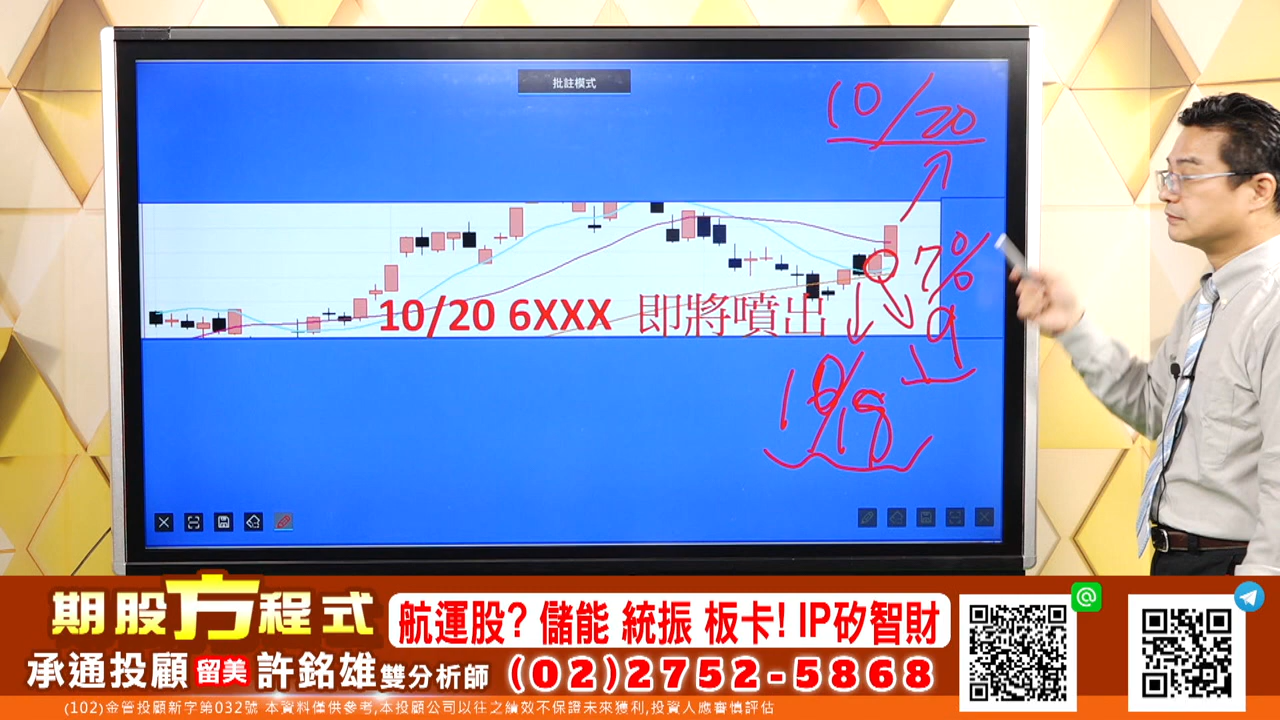 批註模式
10/20
7%
9
10/20 6XXX 即將噴出
10/18
期股方程式
航運股? 儲能 統振 板卡! IP矽智財
承通投顧 留美 許銘雄 雙分析師 (02)2752-5868
(102)金管投顧新字第032號 本資料僅供參考,本投顧公司以往之績效不保證未來獲利,投資人應審慎評估